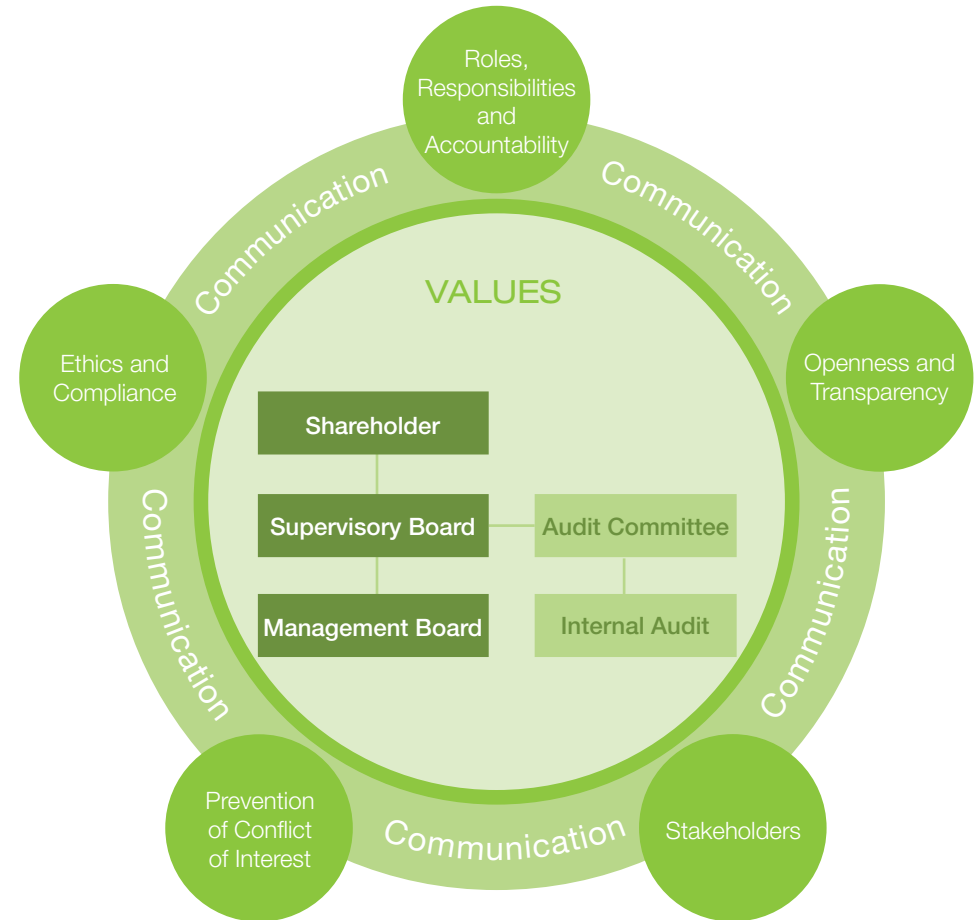 Roles,
Responsibilities
and
Accountability
Communication
Communication
VALUES
Ethics and
Compliance
Openness and
Transparency
Shareholder
Supervisory Board
Audit Committee
Management Board
Internal Audit
Communication
Communication
Prevention
of Conflict
of Interest
Communication
Stakeholders